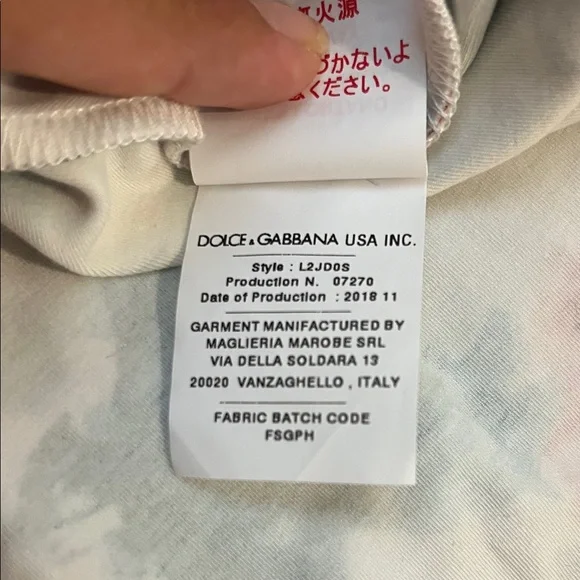 火源
づかないよ
ください。
DOLCE & GABBANA USA INC.
Style : L2JD0S
Production N. 07270
Date of Production : 2018 11
GARMENT MANUFACTURED BY
MAGLIERIA MAROBE SRL
VIA DELLA SOLDARA 13
20020 VANZAGHELLO , ITALY
FABRIC BATCH CODE
FSGPH